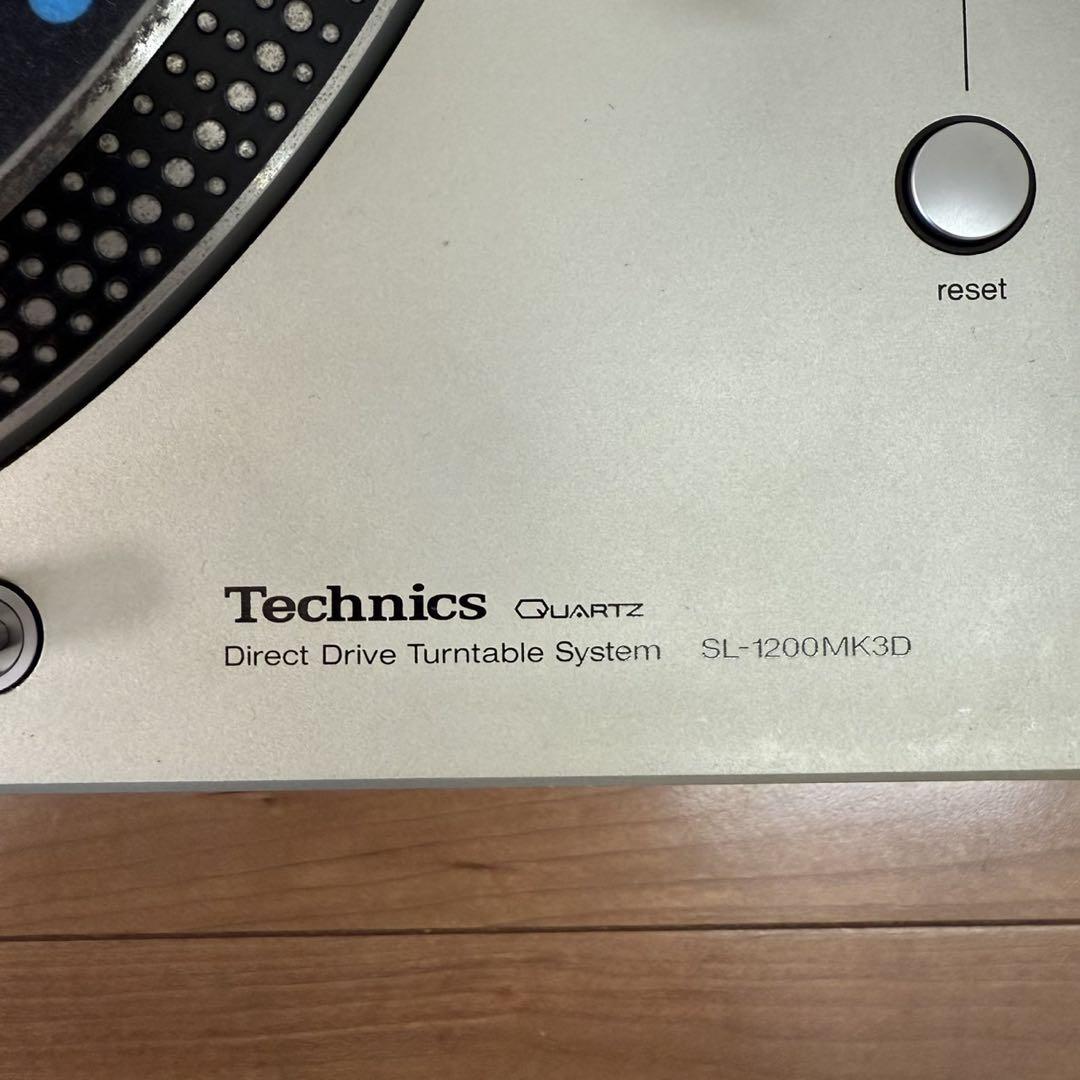 reset
Technics QUARTZ
Direct Drive Turntable System SL-1200MK3D